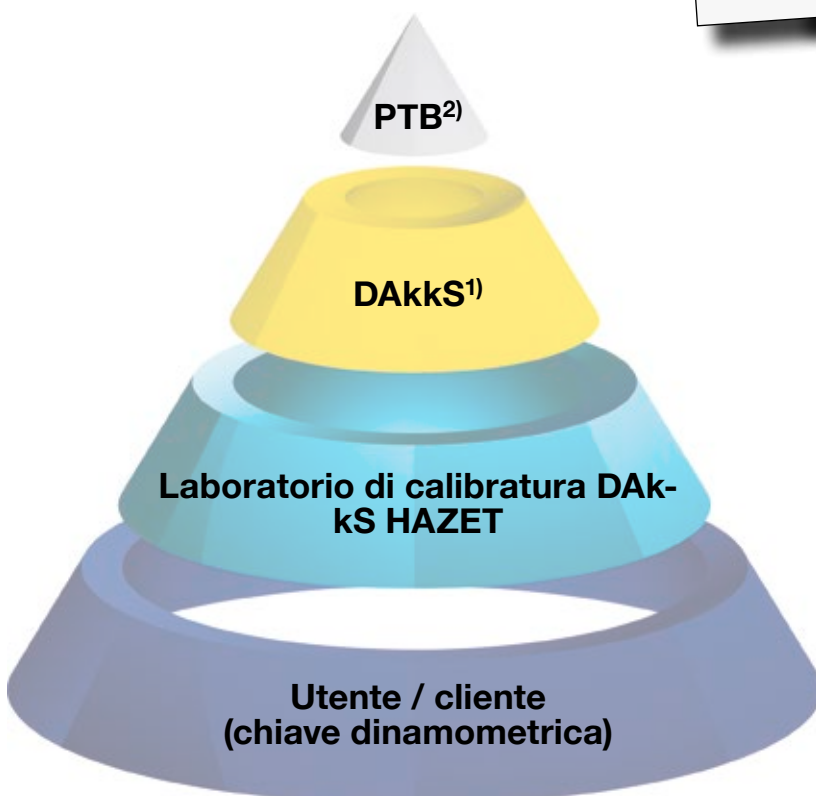 PTB²⁾
DAkkS¹⁾
Laboratorio di calibratura DAk-
kS HAZET
Utente / cliente
(chiave dinamometrica)